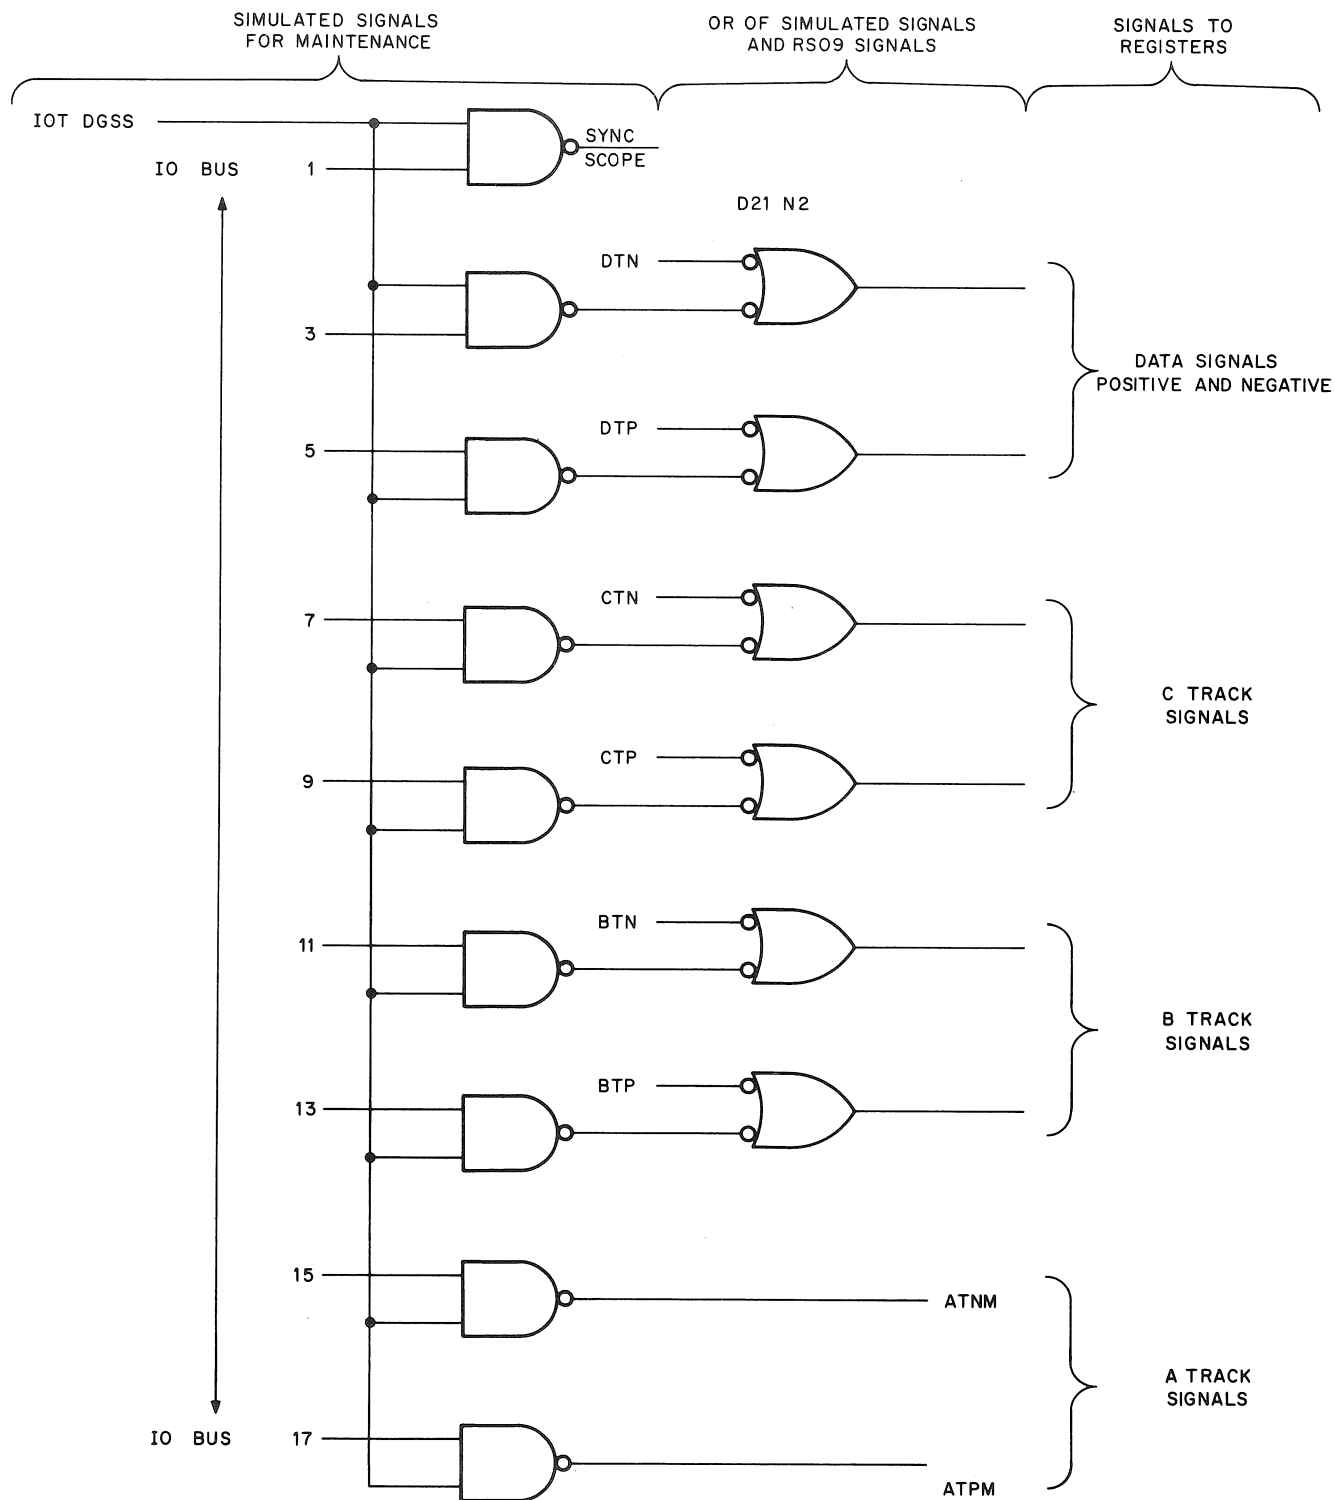 SIMULATED SIGNALS
FOR MAINTENANCE
OR OF SIMULATED SIGNALS
AND RS09 SIGNALS
SIGNALS TO
REGISTERS
IOT DGSS
SYNC
SCOPE
IO BUS 1
D21 N2
DTN
3
DATA SIGNALS
POSITIVE AND NEGATIVE
DTP
5
CTN
7
C TRACK
SIGNALS
CTP
9
BTN
11
B TRACK
SIGNALS
BTP
13
15
ATNM
A TRACK
SIGNALS
IO BUS 17
ATPM